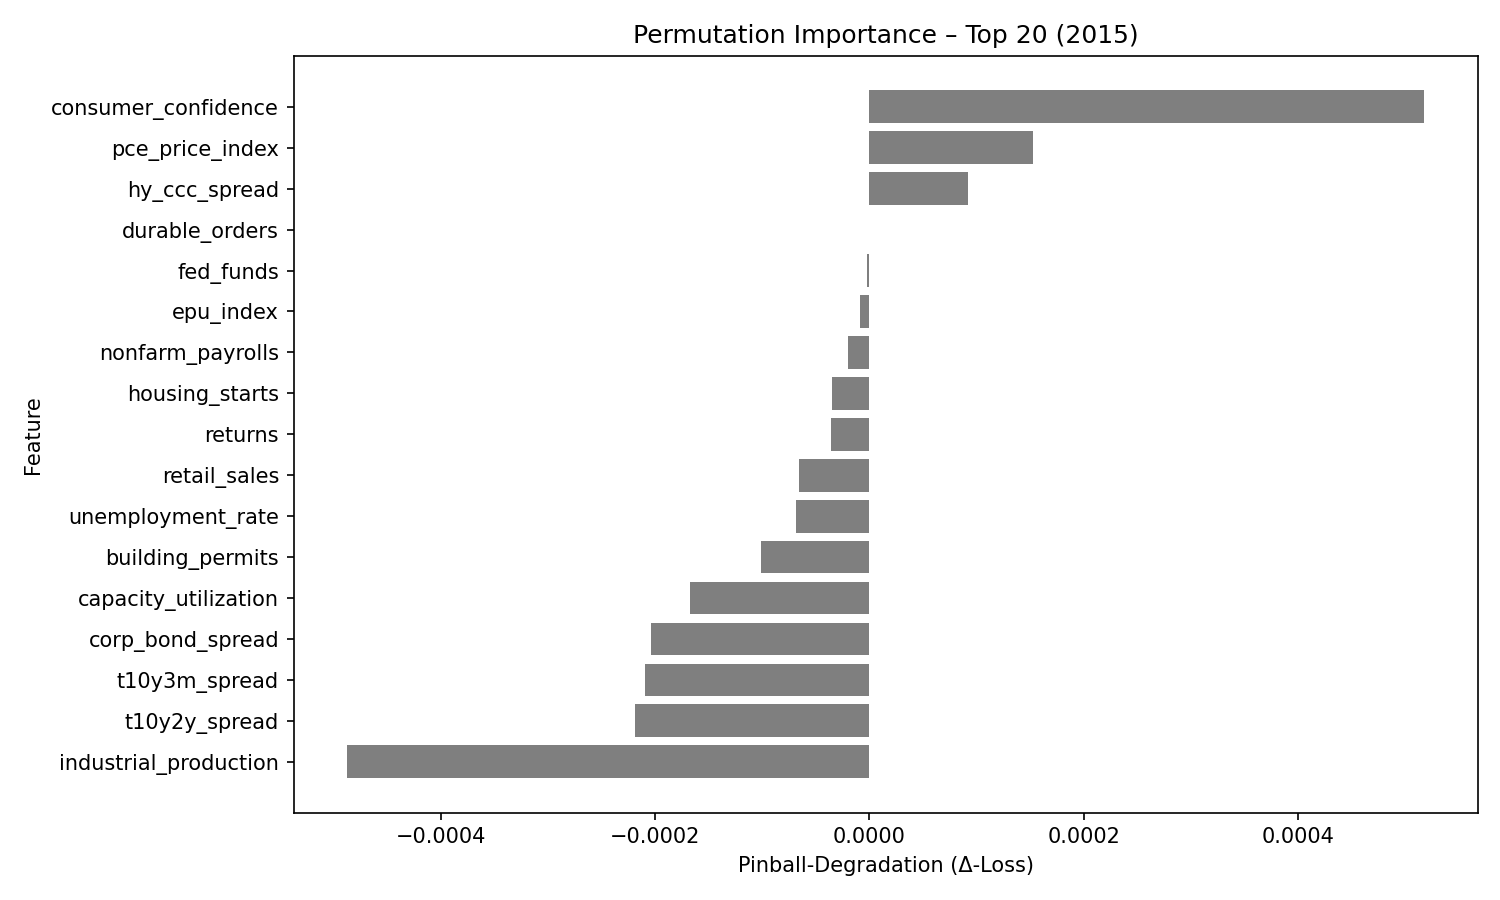 Permutation Importance – Top 20 (2015)
consumer_confidence
pce_price_index
hy_ccc_spread
durable_orders
fed_funds
epu_index
nonfarm_payrolls
housing_starts
returns
retail_sales
unemployment_rate
building_permits
capacity_utilization
corp_bond_spread
t10y3m_spread
t10y2y_spread
industrial_production
Feature
−0.0004 −0.0002 0.0000 0.0002 0.0004
Pinball-Degradation (Δ-Loss)